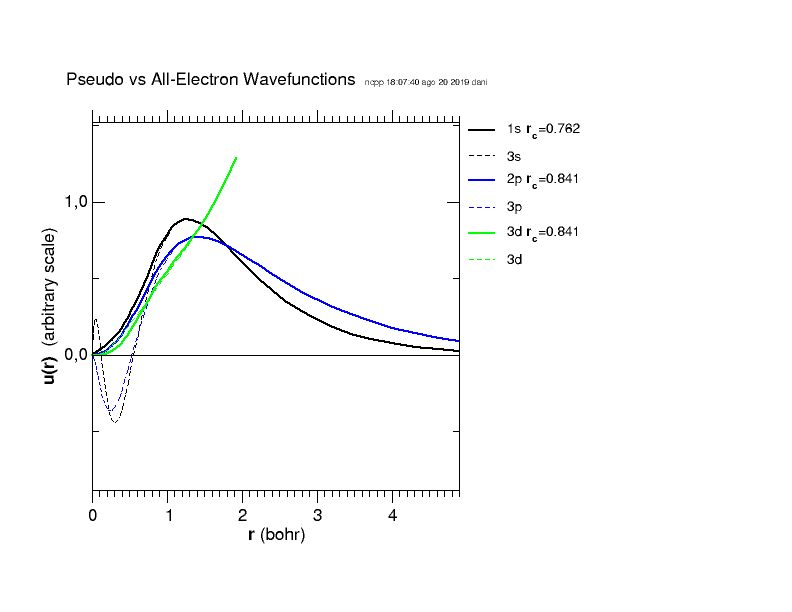 Pseudo vs All-Electron Wavefunctions ncpp 18:07:40 ago 20 2019 dani
1s rc=0.762
3s
2p rc=0.841
3p
3d rc=0.841
3d
1,0
0,0
u(r) (arbitrary scale)
0 1 2 3 4
r (bohr)